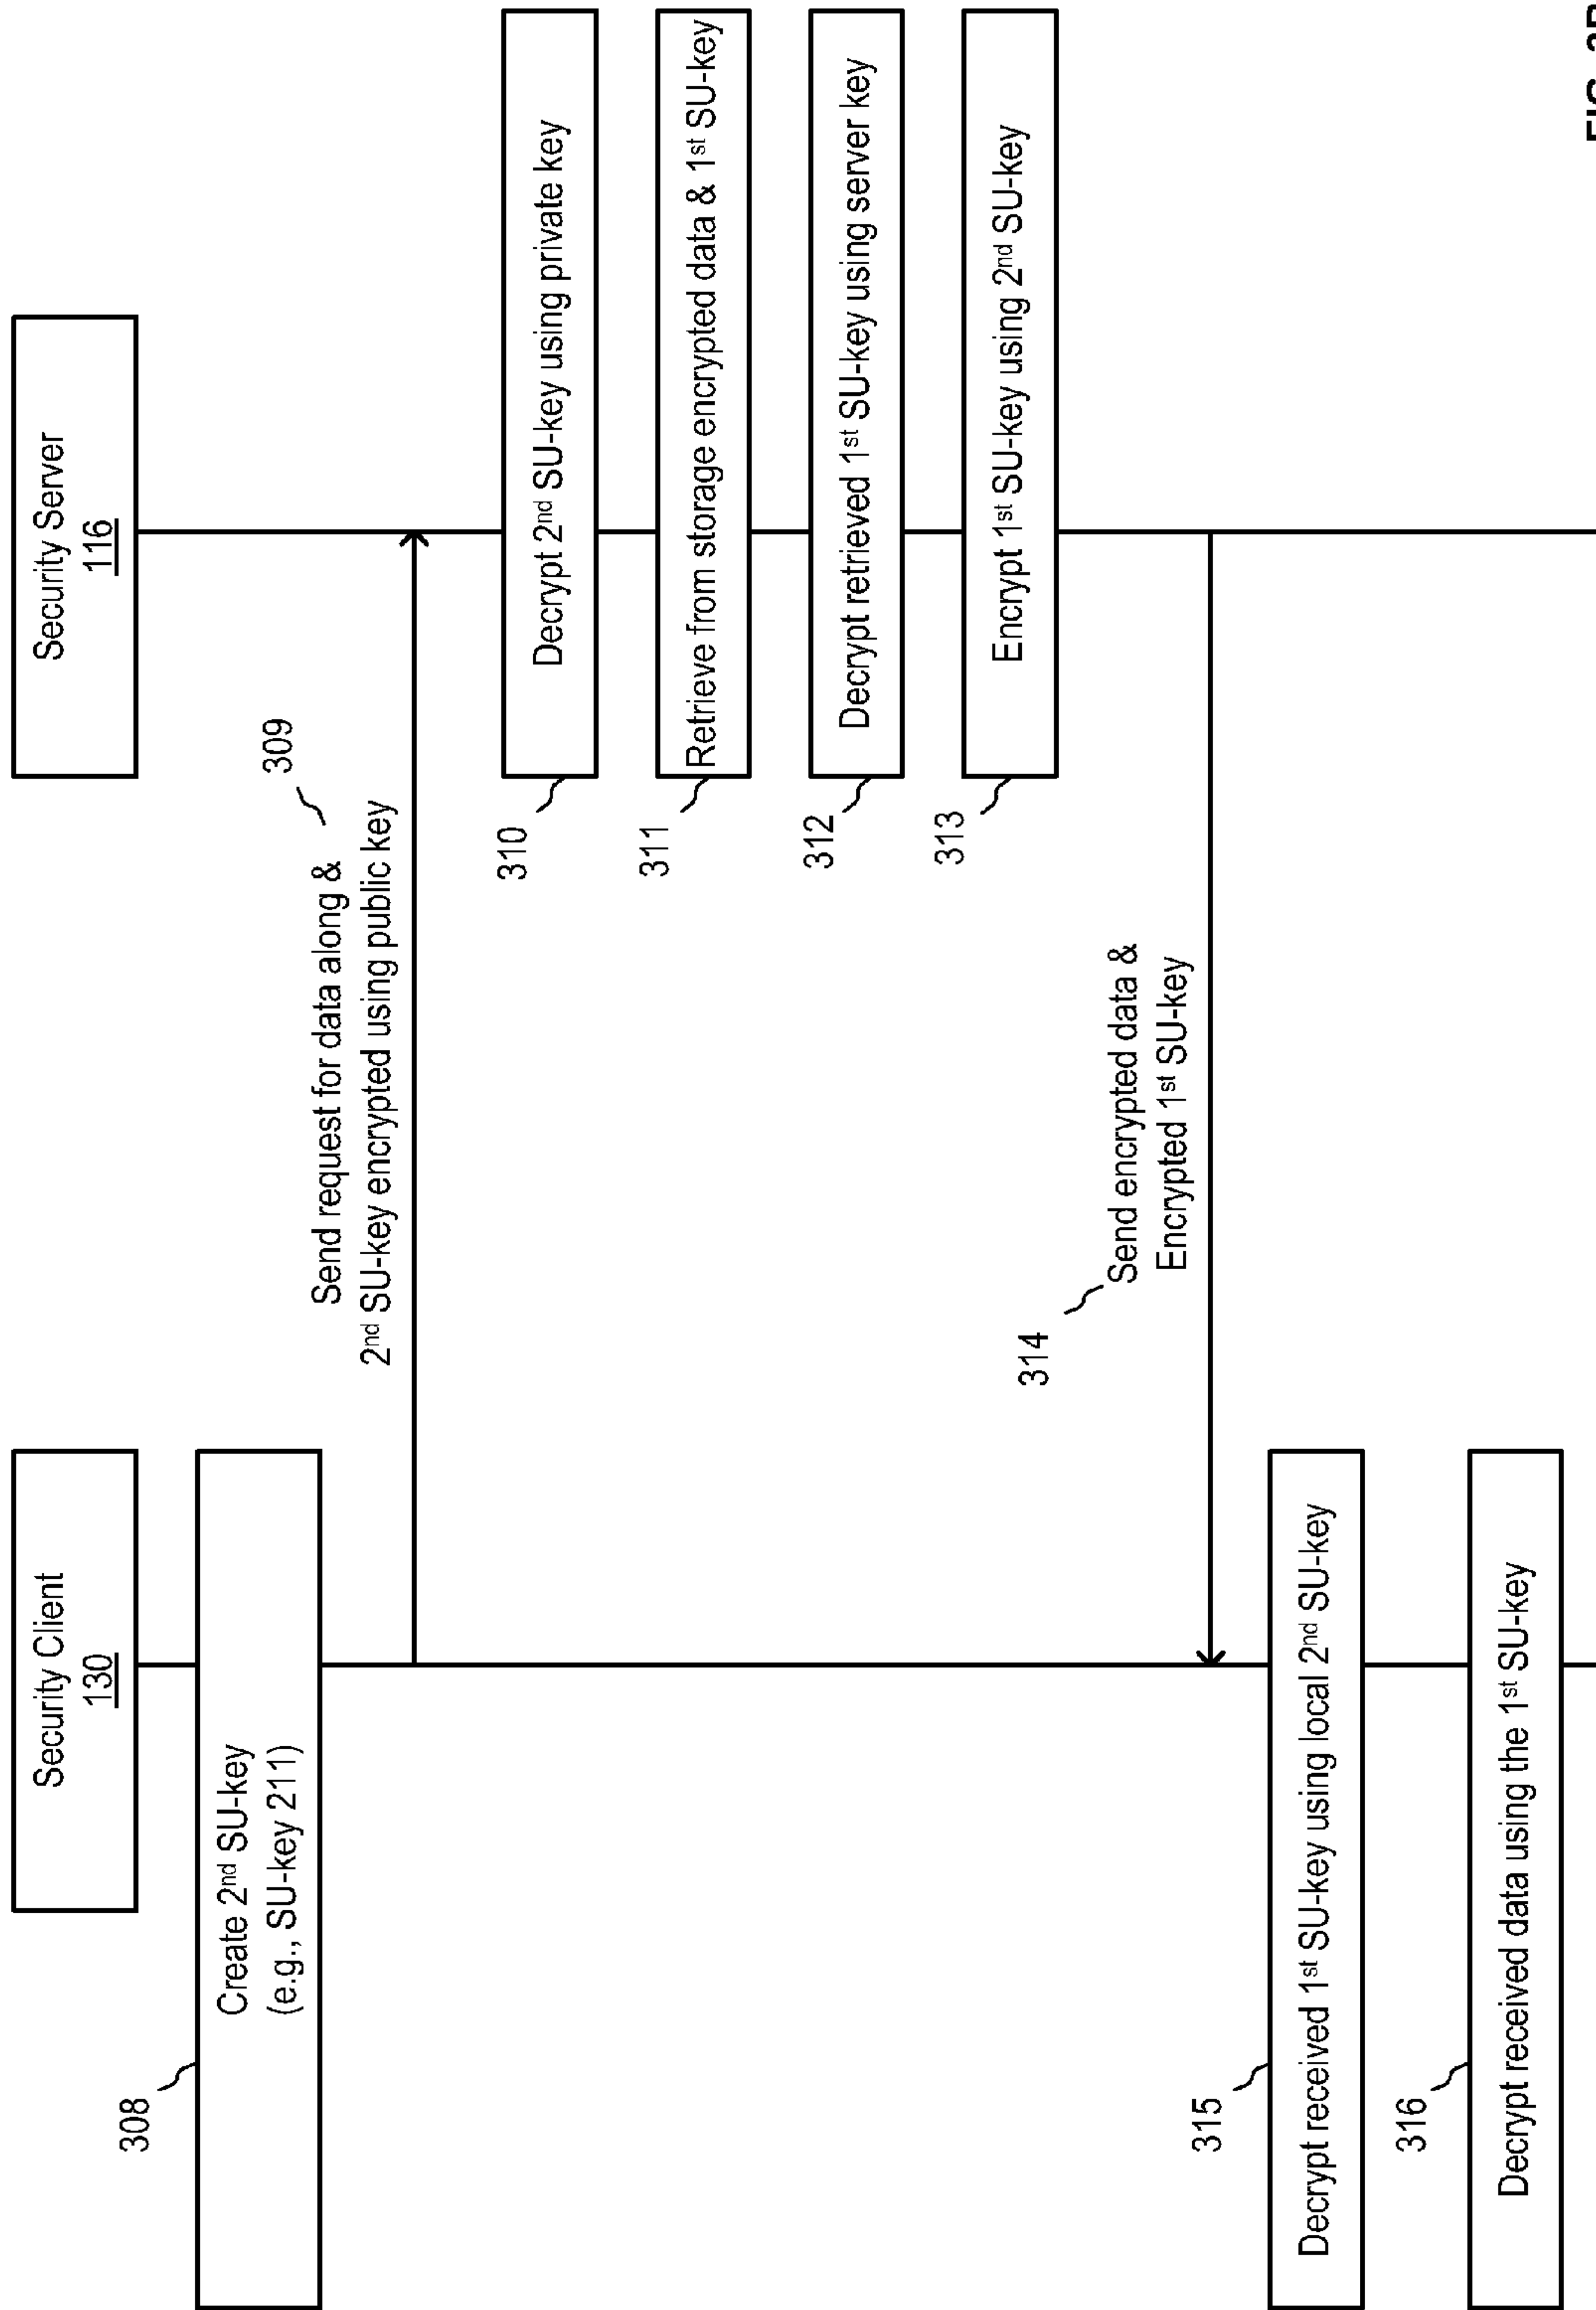 Security Client
130
Security Server
116
308
Create 2nd SU-key
(e.g., SU-key 211)
309
Send request for data along &
2nd SU-key encrypted using public key
310
Decrypt 2nd SU-key using private key
311
Retrieve from storage encrypted data & 1st SU-key
312
Decrypt retrieved 1st SU-key using server key
313
Encrypt 1st SU-key using 2nd SU-key
314
Send encrypted data &
Encrypted 1st SU-key
315
Decrypt received 1st SU-key using local 2nd SU-key
316
Decrypt received data using the 1st SU-key
FIG.